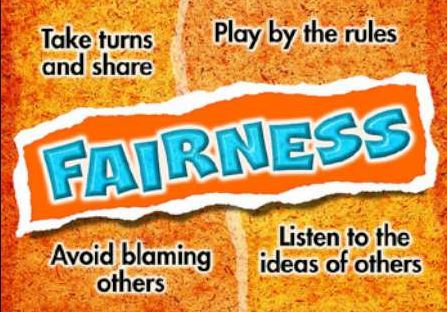 Take turns
and share
Play by the rules
FAIRNESS
Avoid blaming
others
Listen to the
ideas of others